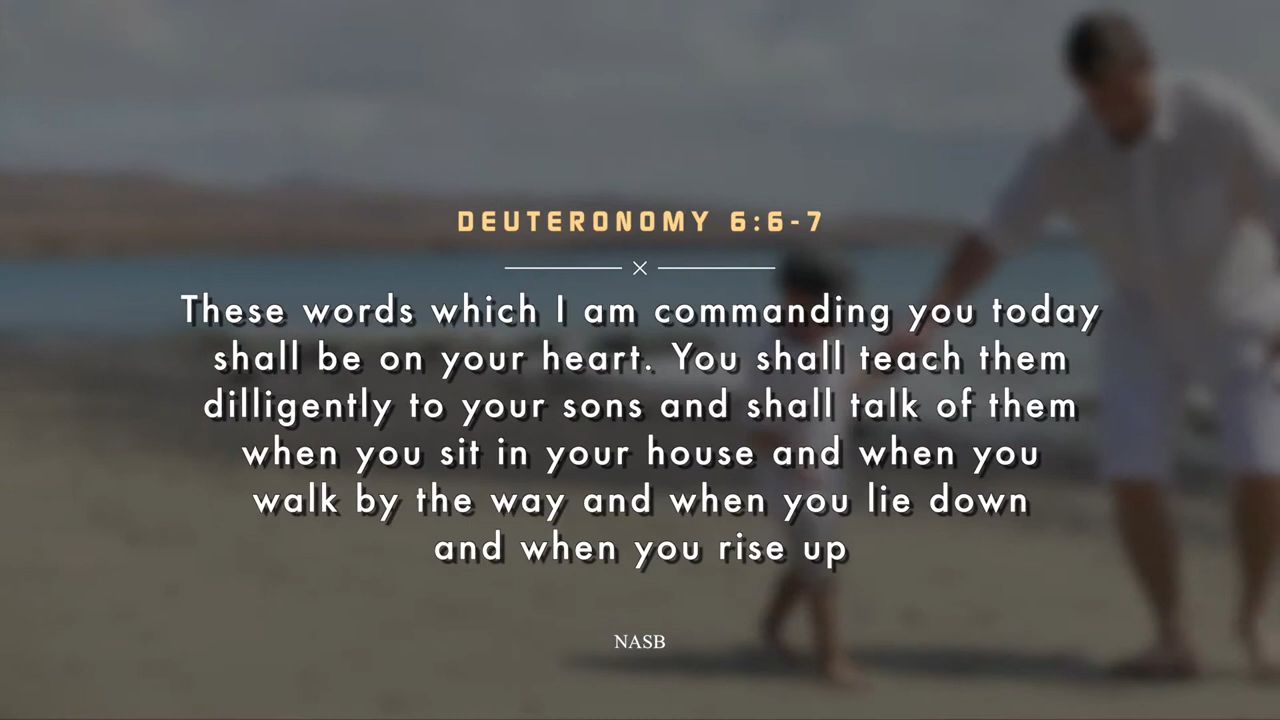 DEUTERONOMY 6:6-7
These words which I am commanding you today
shall be on your heart. You shall teach them
dilligently to your sons and shall talk of them
when you sit in your house and when you
walk by the way and when you lie down
and when you rise up
NASB